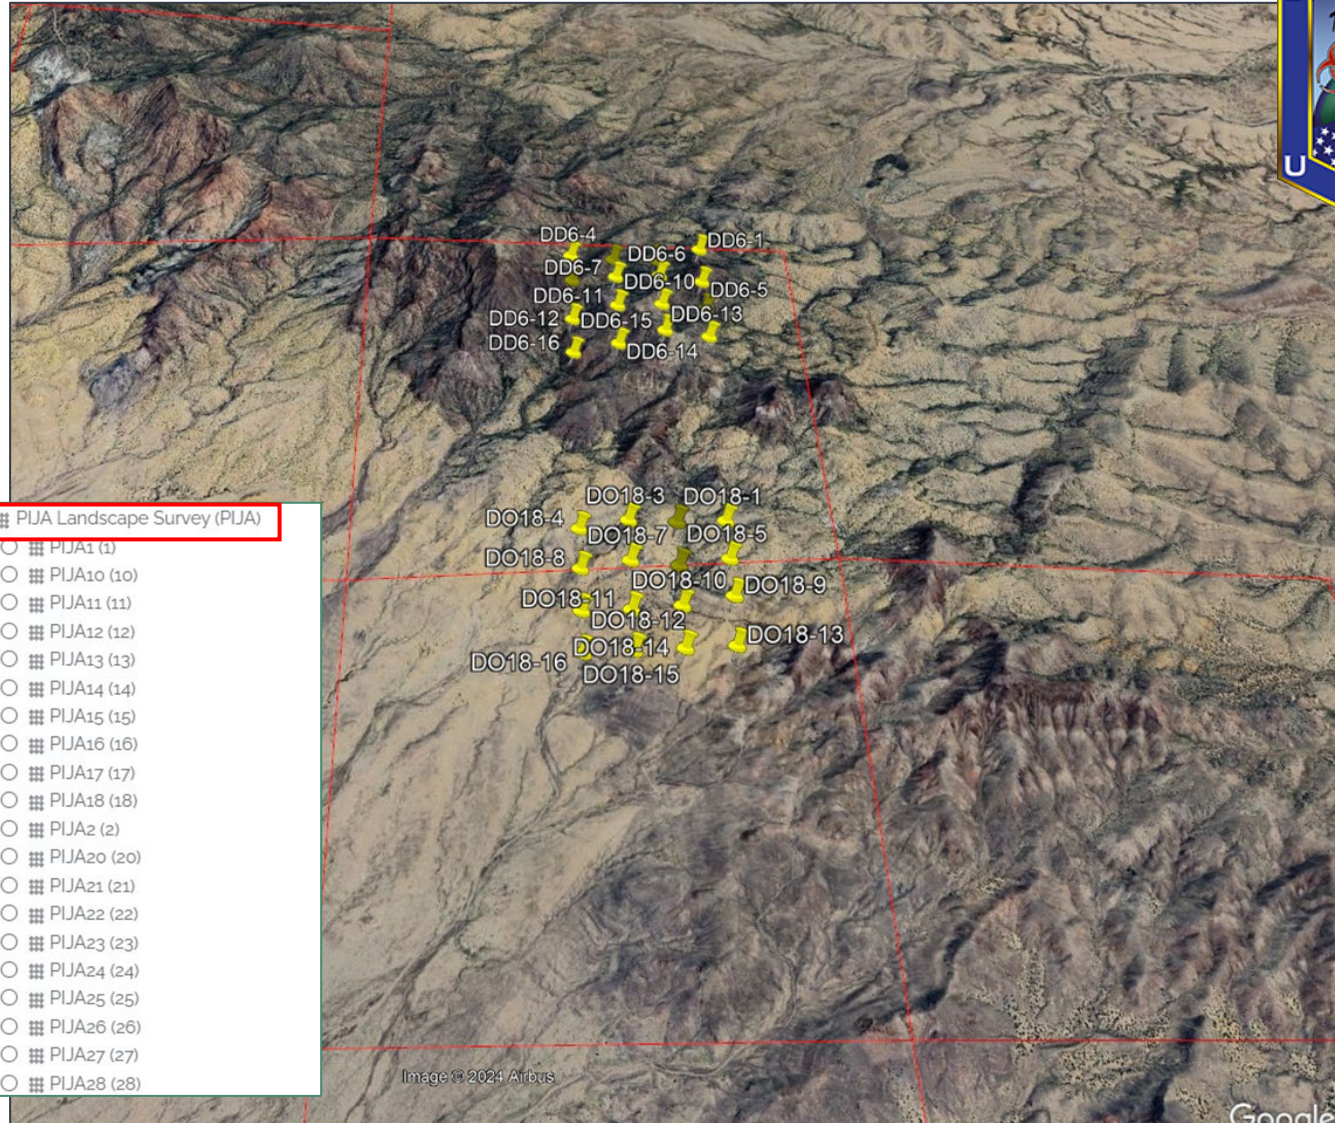 U
DD6-4
DD6-1
DD6-6
DD6-7
DD6-10
DD6-5
DD6-11
DD6-12
DD6-15
DD6-13
DD6-16
DD6-14
DO18-3
DO18-1
DO18-4
DO18-7
DO18-5
DO18-8
DO18-10
DO18-9
DO18-11
DO18-12
DO18-13
DO18-14
DO18-16
DO18-15
PIJA Landscape Survey (PIJA)
PIJA1 (1)
PIJA10 (10)
PIJA11 (11)
PIJA12 (12)
PIJA13 (13)
PIJA14 (14)
PIJA15 (15)
PIJA16 (16)
PIJA17 (17)
PIJA18 (18)
PIJA2 (2)
PIJA20 (20)
PIJA21 (21)
PIJA22 (22)
PIJA23 (23)
PIJA24 (24)
PIJA25 (25)
PIJA26 (26)
PIJA27 (27)
PIJA28 (28)
Image © 2024 Airbus
Google